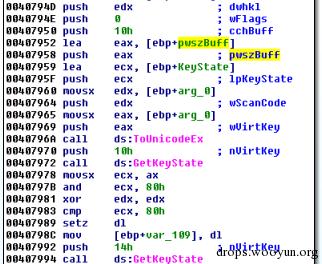 0040794D push    edx             ; dwhkl
0040794E push    0               ; wFlags
00407950 push    10h             ; cchBuff
00407952 lea     eax, [ebp+pwszBuff]
00407958 push    eax             ; pwszBuff
00407959 lea     ecx, [ebp+KeyState]
0040795F push    ecx             ; lpKeyState
00407960 movsx   edx, [ebp+arg_0]
00407964 push    edx             ; wScanCode
00407965 movsx   eax, [ebp+arg_0]
00407969 push    eax             ; wVirtKey
0040796A call    ds:ToUnicodeEx
00407970 push    10h             ; nVirtKey
00407972 call    ds:GetKeyState
00407978 movsx   ecx, ax
0040797B and     ecx, 80h
00407981 xor     edx, edx
00407983 cmp     ecx, 80h
00407989 setz    dl
0040798C mov     [ebp+var_109], dl
00407992 push    14h             ; nVirtKey
00407994 call    ds:GetKeyState
drops.wooyun.org